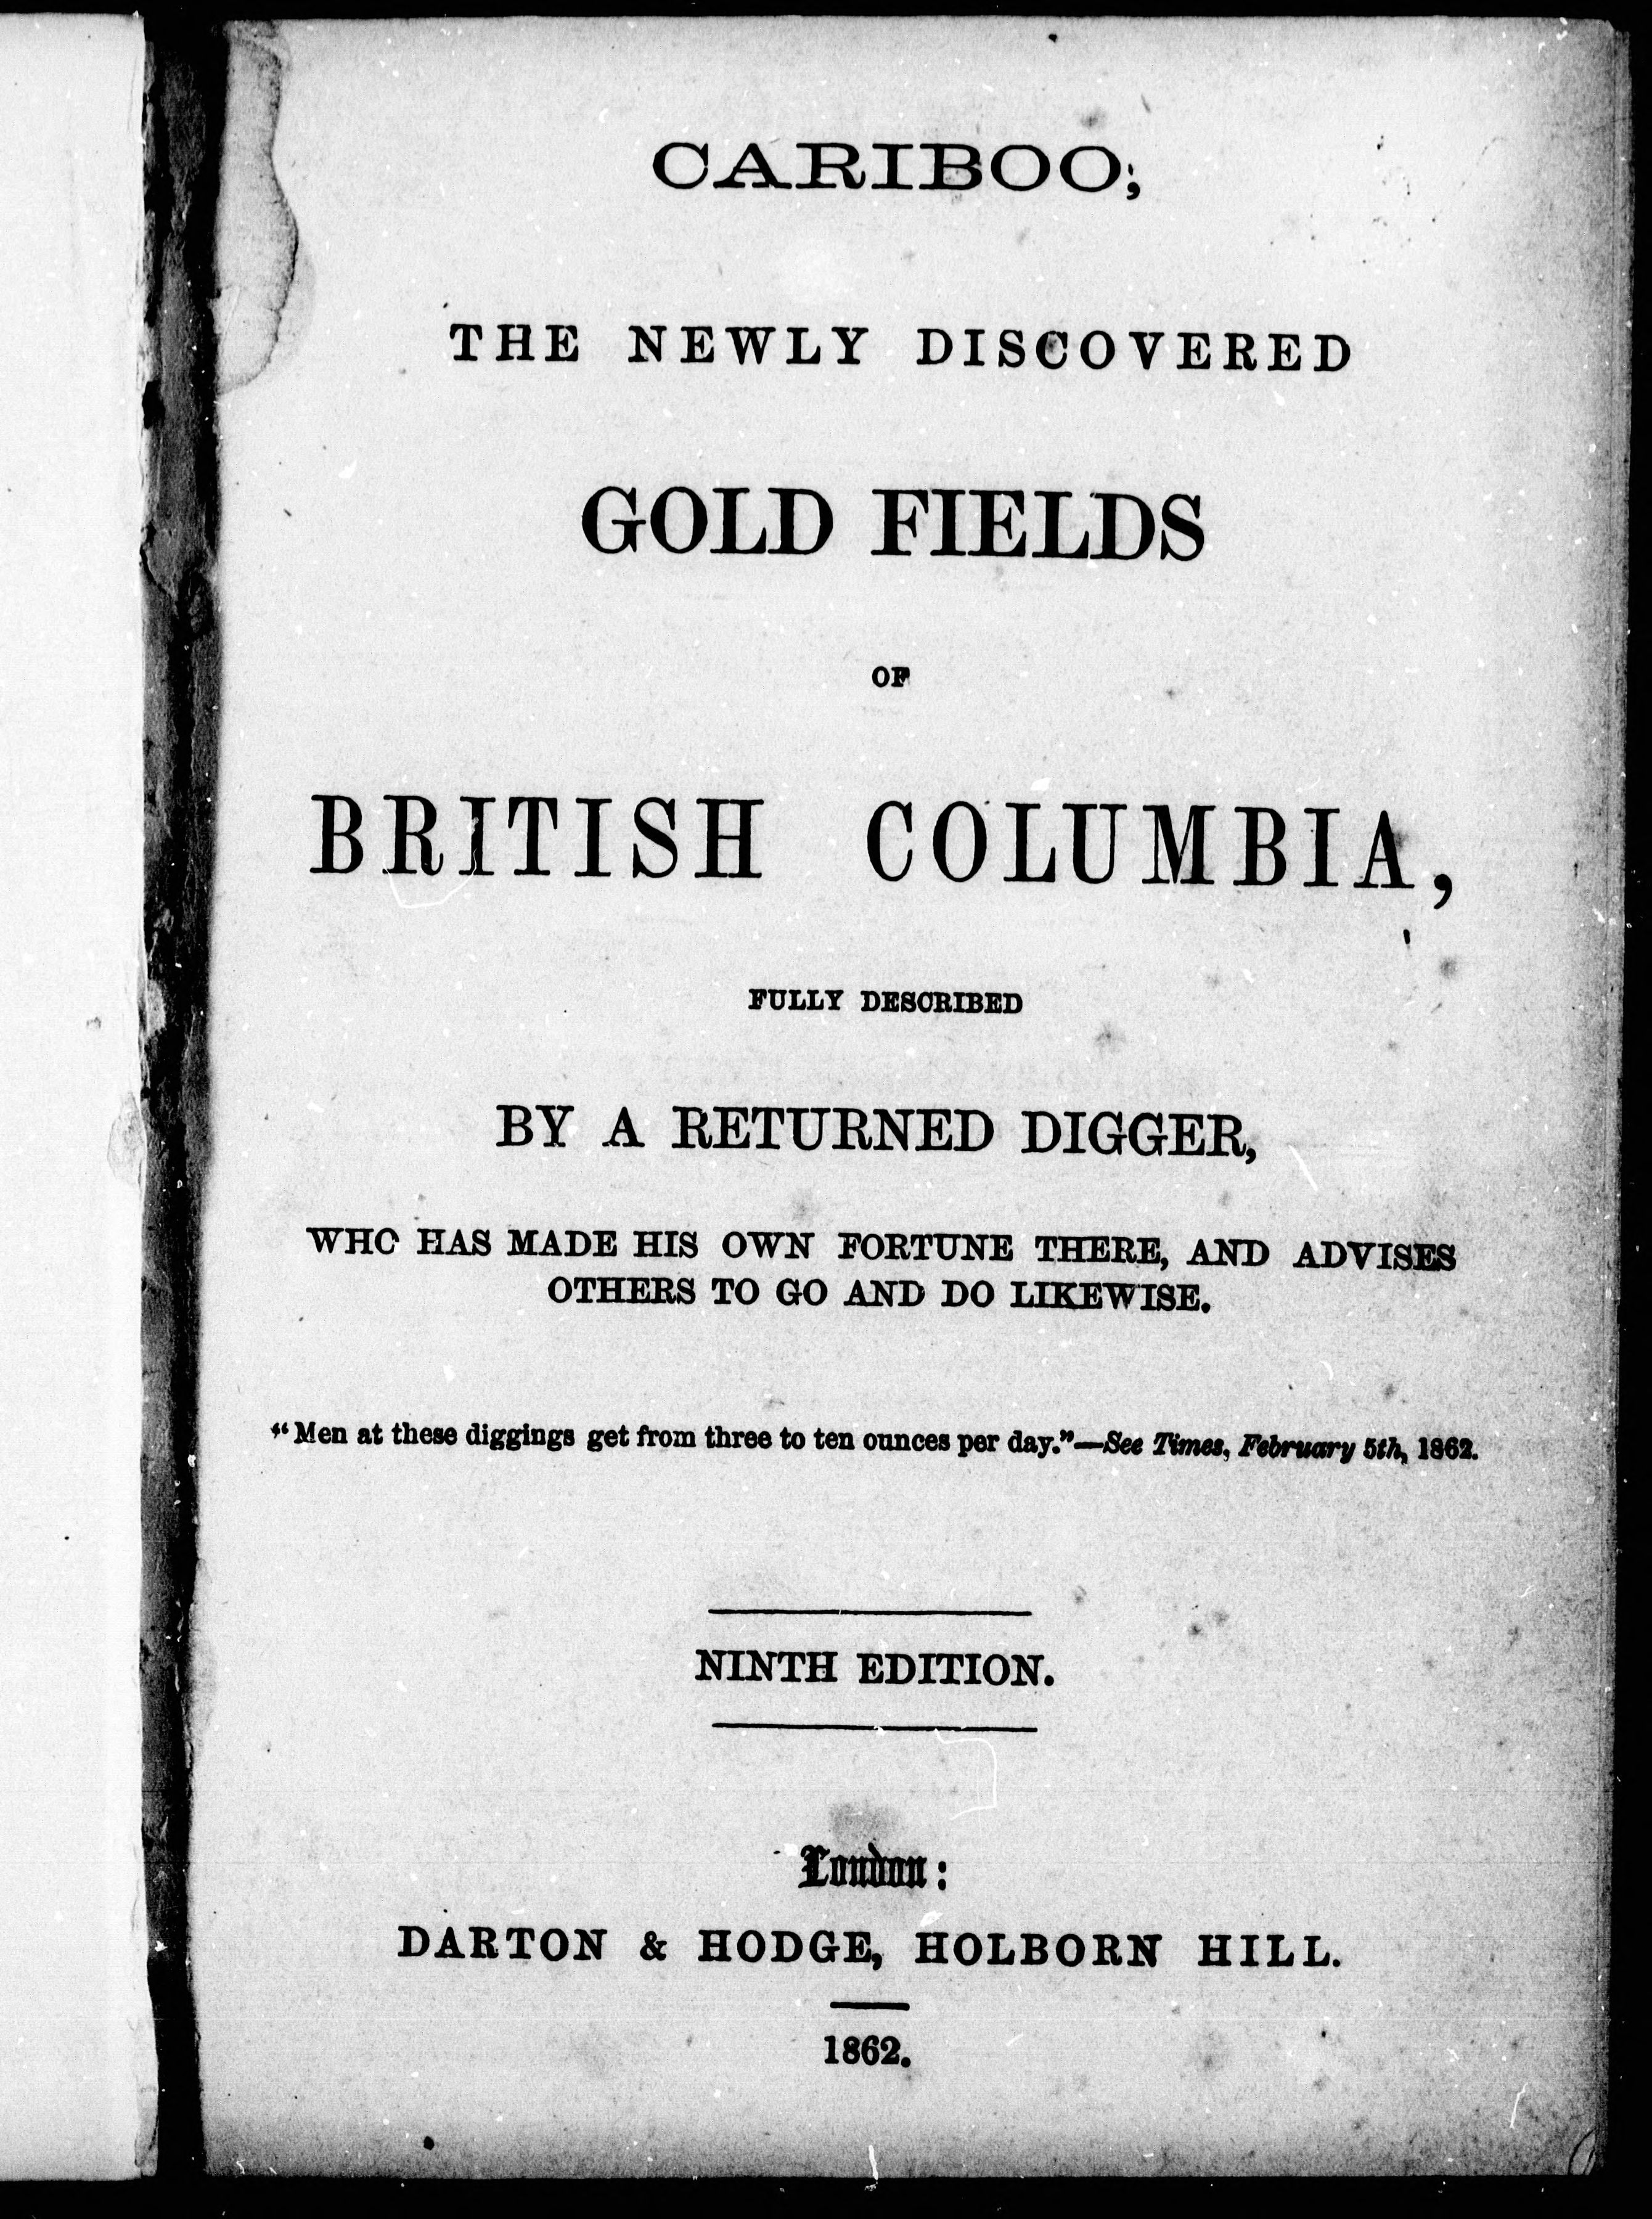 CARIBOO;
THE NEWLY DISCOVERED
GOLD FIELDS
OF
BRITISH COLUMBIA,
FULLY DESCRIBED
BY A RETURNED DIGGER,
WHO HAS MADE HIS OWN FORTUNE THERE, AND ADVISES
OTHERS TO GO AND DO LIKEWISE.
"Men at these diggings get from three to ten ounces per day."—See Times, February 5th, 1862.
NINTH EDITION.
London:
DARTON & HODGE, HOLBORN HILL.
1862.